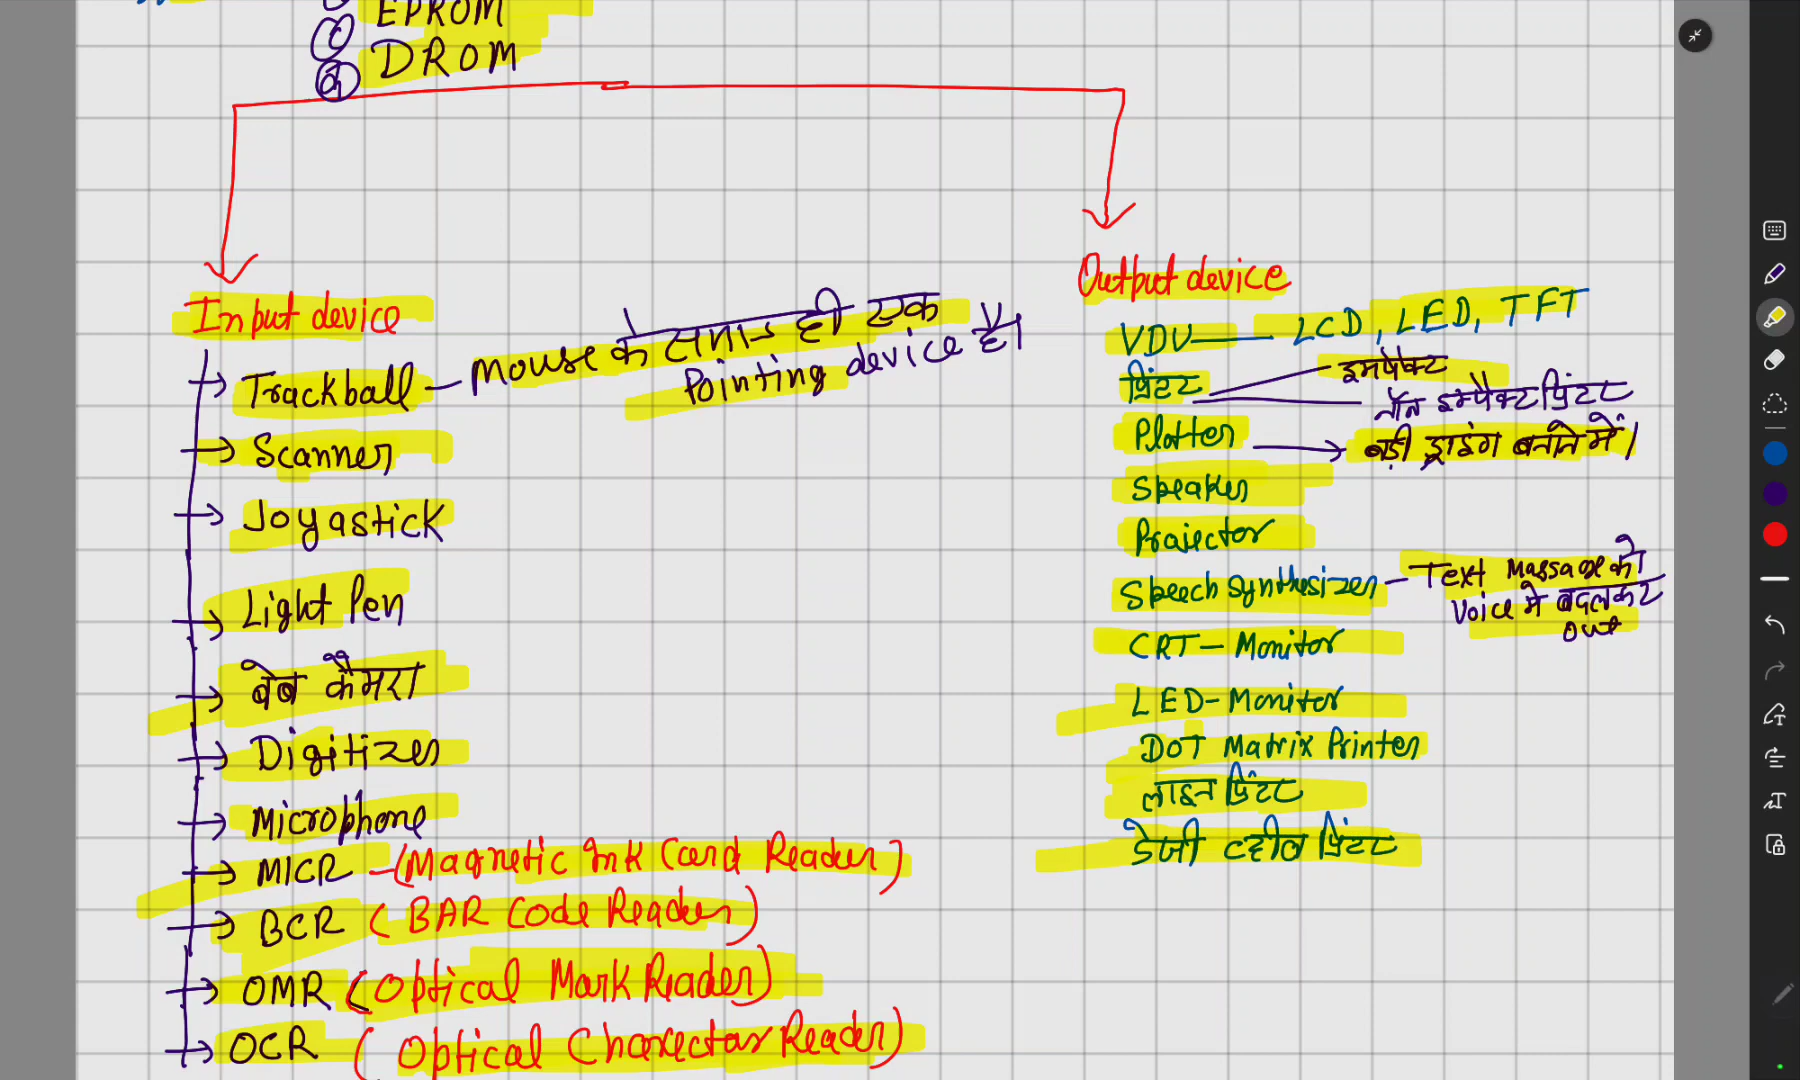 EPROM
(c)
(d) DROM
Input device
Trackball - Mouse के समान ही एक
Pointing device है।
Scanner
Joyastick
Light Pen
वेब कैमरा
Digitizer
Microphone
MICR - (Magnetic Ink Card Reader)
BCR (BAR Code Reader)
OMR (Optical Mark Reader)
OCR (Optical Charectar Reader)
Output device
VDU — LCD, LED, TFT
प्रिंटर — इम्पैक्ट
नॉन इम्पैक्ट प्रिंटर
Plotter → बड़ी ड्राइंग बनाने में।
Speaker
Projector
Speech Synthesizer - Text Massage को
Voice में बदलकर
out
CRT - Monitor
LED - Monitor
DOT Matrix Printer
लाइन प्रिंटर
डेजी व्हील प्रिंटर